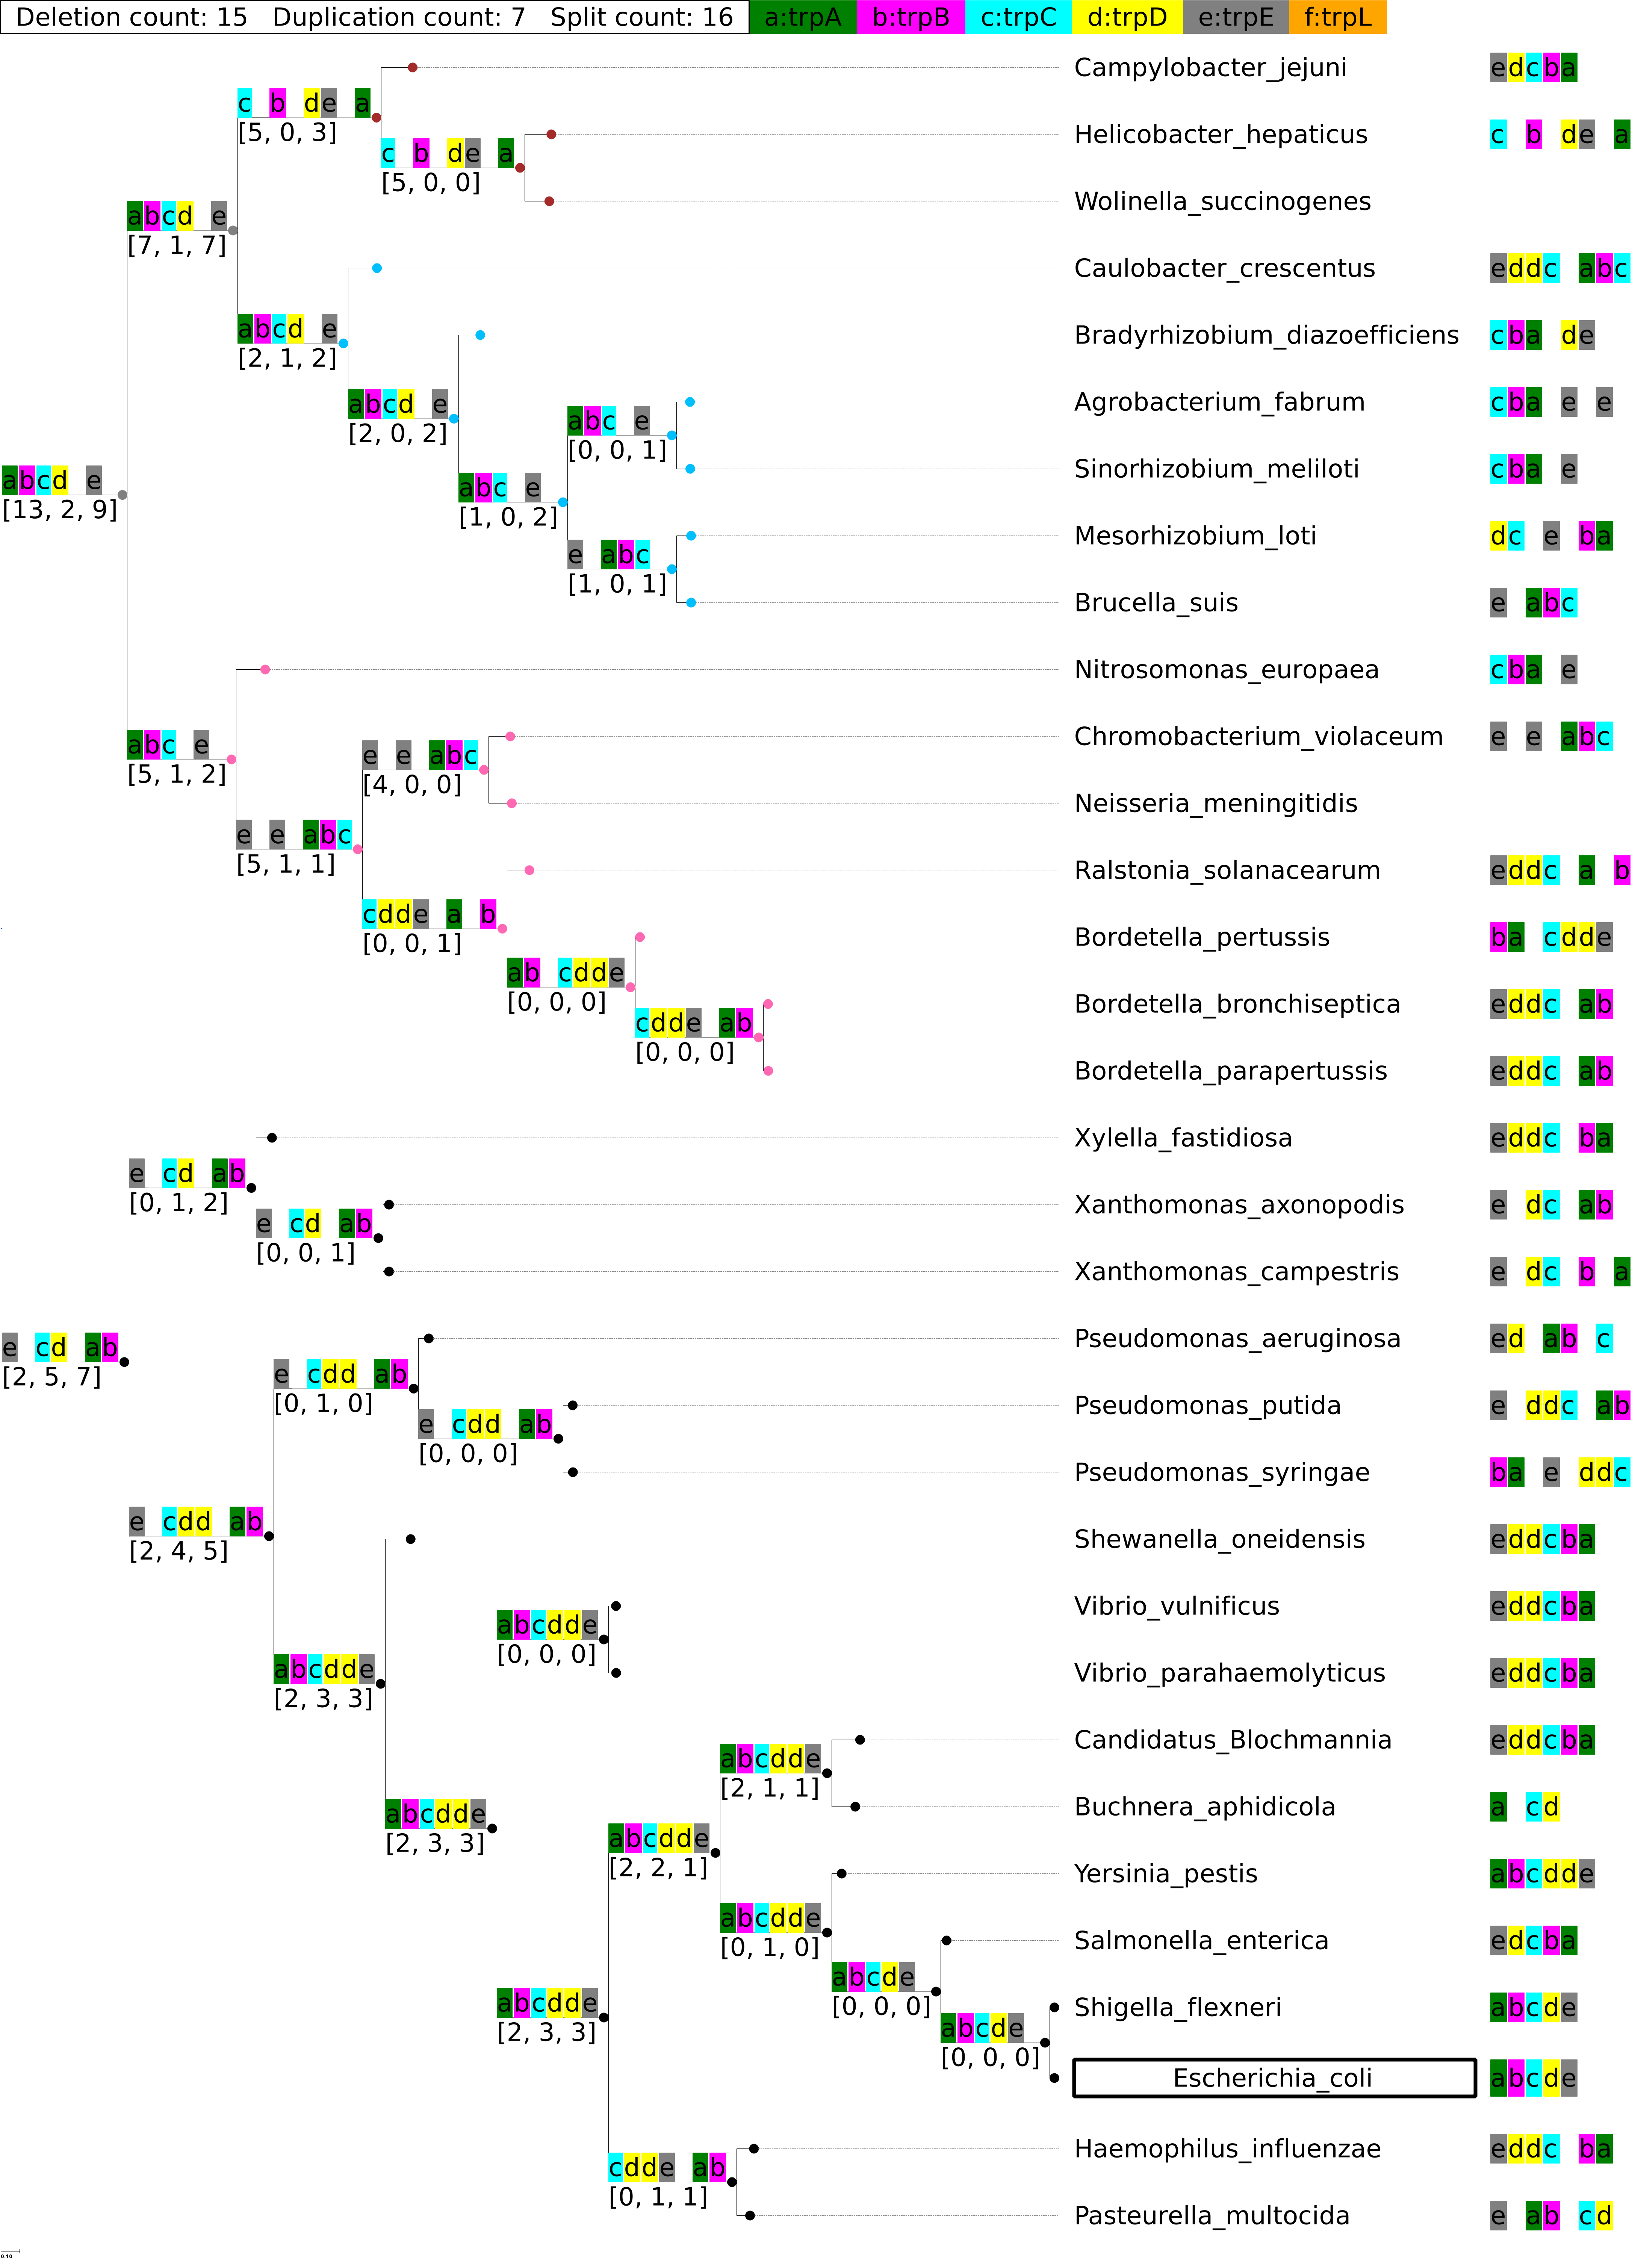 Deletion count: 15 Duplication count: 7 Split count: 16 a:trpA b:trpB c:trpC d:trpD e:trpE f:trpL
Campylobacter_jejuni edcba
c b de a
[5, 0, 3]
Helicobacter_hepaticus c b de a
c b de a
[5, 0, 0]
Wolinella_succinogenes
abcd e
[7, 1, 7]
Caulobacter_crescentus eddc abc
abcd e
[2, 1, 2]
Bradyrhizobium_diazoefficiens cba de
abcd e
[2, 0, 2]
Agrobacterium_fabrum cba e e
abc e
[0, 0, 1]
Sinorhizobium_meliloti cba e
abcd e
[13, 2, 9]
abc e
[1, 0, 2]
Mesorhizobium_loti dc e ba
e abc
[1, 0, 1]
Brucella_suis e abc
Nitrosomonas_europaea cba e
Chromobacterium_violaceum e e abc
abc e
[5, 1, 2]
e e abc
[4, 0, 0]
Neisseria_meningitidis
e e abc
[5, 1, 1]
Ralstonia_solanacearum eddc a b
cdde a b
[0, 0, 1]
Bordetella_pertussis ba cdde
ab cdde
[0, 0, 0]
Bordetella_bronchiseptica eddc ab
cdde ab
[0, 0, 0]
Bordetella_parapertussis eddc ab
Xylella_fastidiosa eddc ba
e cd ab
[0, 1, 2]
Xanthomonas_axonopodis e dc ab
e cd ab
[0, 0, 1]
Xanthomonas_campestris e dc b a
Pseudomonas_aeruginosa ed ab c
e cd ab
[2, 5, 7]
e cdd ab
[0, 1, 0]
Pseudomonas_putida e ddc ab
e cdd ab
[0, 0, 0]
Pseudomonas_syringae ba e ddc
e cdd ab
[2, 4, 5]
Shewanella_oneidensis eddcba
Vibrio_vulnificus eddcba
abcdde
[0, 0, 0]
Vibrio_parahaemolyticus eddcba
abcdde
[2, 3, 3]
Candidatus_Blochmannia eddcba
abcdde
[2, 1, 1]
Buchnera_aphidicola a cd
abcdde
[2, 3, 3]
abcdde
[2, 2, 1]
Yersinia_pestis abcdde
abcdde
[0, 1, 0]
Salmonella_enterica edcba
abcde
[0, 0, 0]
Shigella_flexneri abcde
abcdde
[2, 3, 3]
abcde
[0, 0, 0]
Escherichia_coli abcde
Haemophilus_influenzae eddc ba
cdde ab
[0, 1, 1]
Pasteurella_multocida e ab cd
0.10